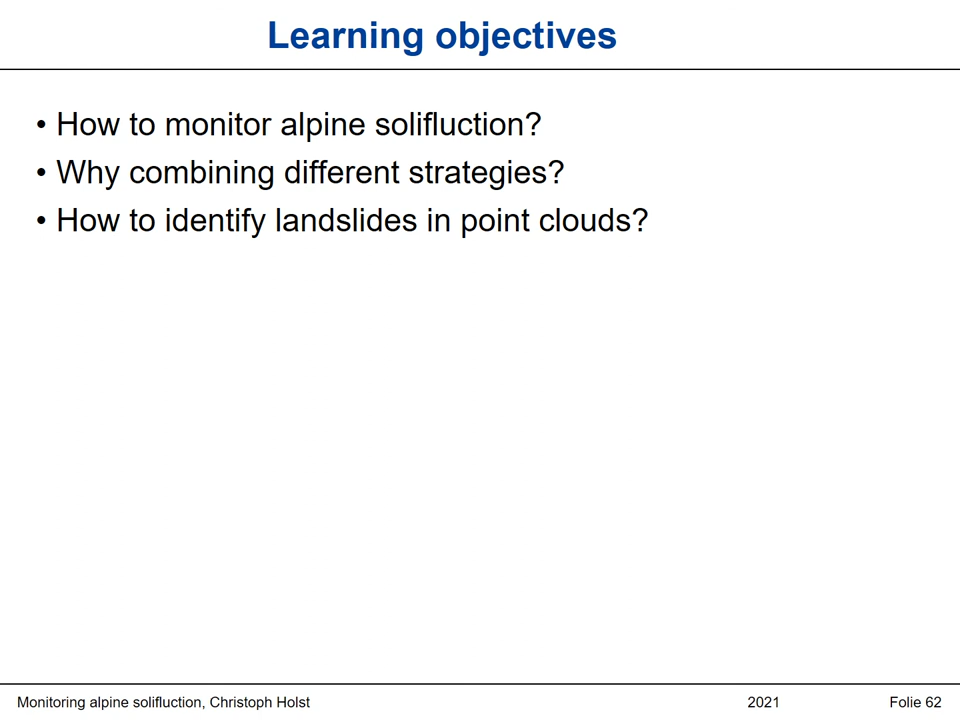 Learning objectives
• How to monitor alpine solifluction?
• Why combining different strategies?
• How to identify landslides in point clouds?
Monitoring alpine solifluction, Christoph Holst 2021 Folie 62